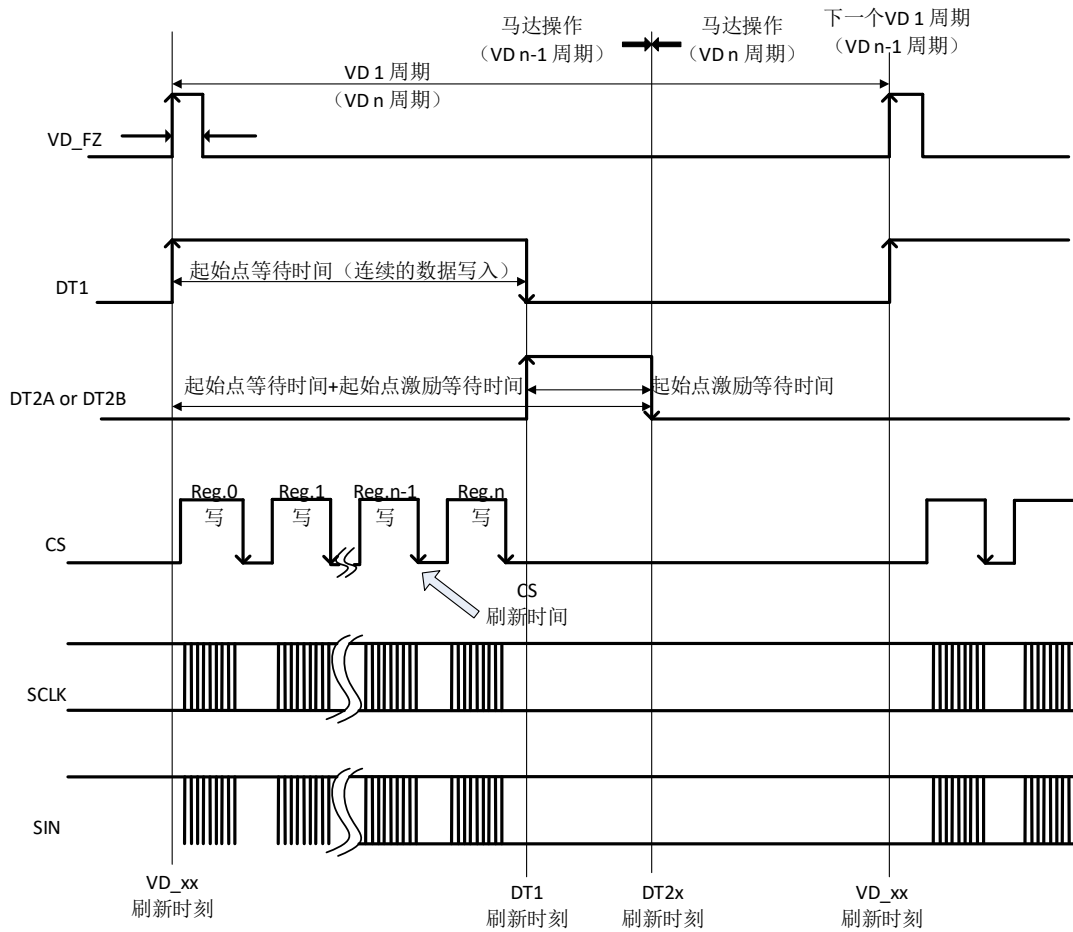 马达操作
（VD n-1 周期）
马达操作
（VD n 周期）
下一个VD 1 周期
（VD n-1 周期）
VD 1 周期
（VD n 周期）
VD_FZ
起始点等待时间（连续的数据写入）
DT1
起始点等待时间+起始点激励等待时间
起始点激励等待时间
DT2A or DT2B
Reg.0
写
Reg.1
写
Reg.n-1
写
Reg.n
写
CS
CS
刷新时间
SCLK
SIN
VD_xx
刷新时刻
DT1
刷新时刻
DT2x
刷新时刻
VD_xx
刷新时刻